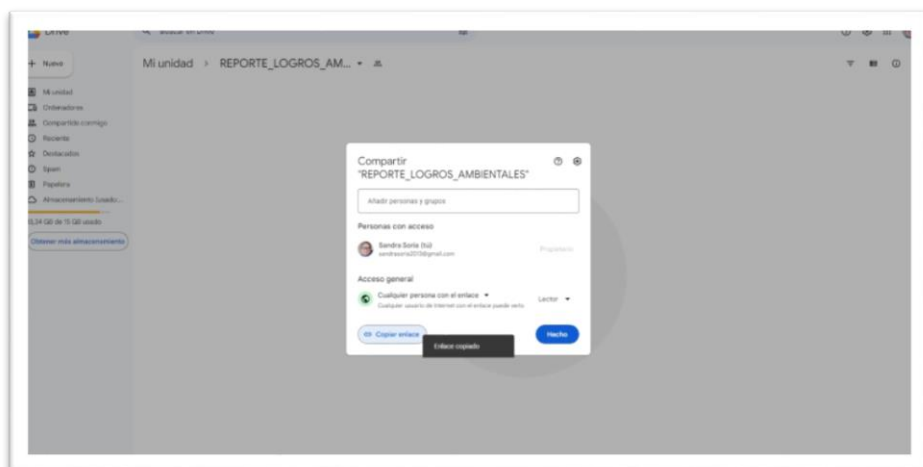 Drive
Buscar en Drive
+ Nuevo
Mi unidad > REPORTE_LOGROS_AM...
Mi unidad
Ordenadores
Compartido conmigo
Reciente
Destacados
Spam
Papelera
Almacenamiento (usado...
GB de 15 GB usado
Obtener más almacenamiento
Compartir
"REPORTE_LOGROS_AMBIENTALES"
Añadir personas y grupos
Personas con acceso
Sandra Soria (tú)
Propietario
Acceso general
Cualquier persona con el enlace
Cualquier usuario de Internet con el enlace puede verlo
Lector
Copiar enlace
Hecho
Enlace copiado